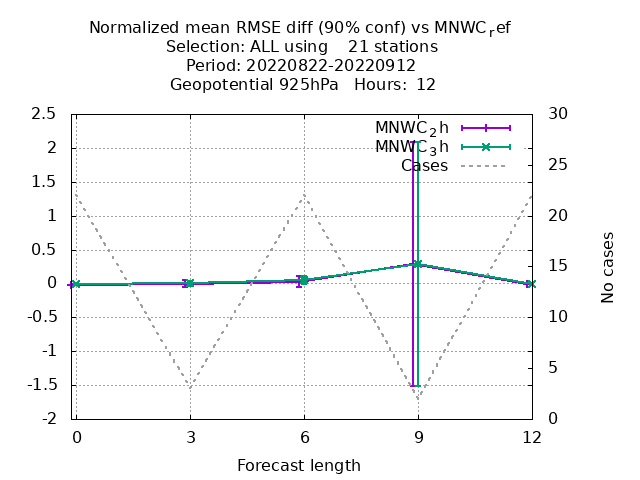 Normalized mean RMSE diff (90% conf) vs MNWC_ref
Selection: ALL using    21 stations
Period: 20220822-20220912
Geopotential 925hPa   Hours:  12
MNWC_2h
MNWC_3h
Cases
2.5
2
1.5
1
0.5
0
-0.5
-1
-1.5
-2
30
25
20
15
10
5
0
No cases
0 3 6 9 12
Forecast length